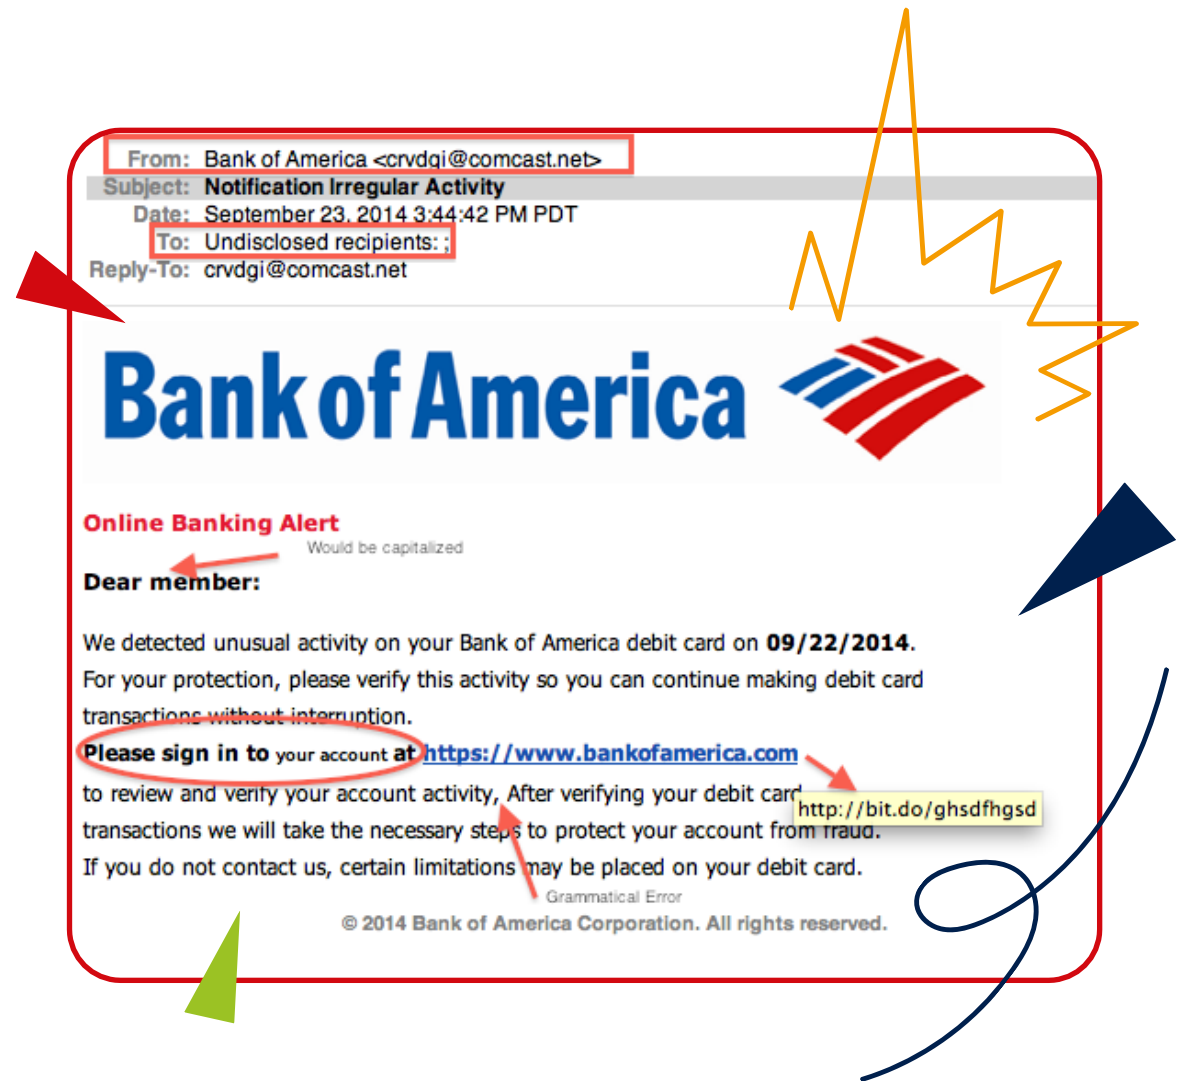 From: Bank of America <crvdgi@comcast.net>
Subject: Notification Irregular Activity
Date: September 23, 2014 3:44:42 PM PDT
To: Undisclosed recipients: ;
Reply-To: crvdgi@comcast.net
Bank of America
Online Banking Alert
Would be capitalized
Dear member:
We detected unusual activity on your Bank of America debit card on 09/22/2014.
For your protection, please verify this activity so you can continue making debit card
transactions without interruption.
Please sign in to your account at https://www.bankofamerica.com
to review and verify your account activity, After verifying your debit card
http://bit.do/ghsdfhgsd
transactions we will take the necessary steps to protect your account from fraud.
If you do not contact us, certain limitations may be placed on your debit card.
Grammatical Error
© 2014 Bank of America Corporation. All rights reserved.